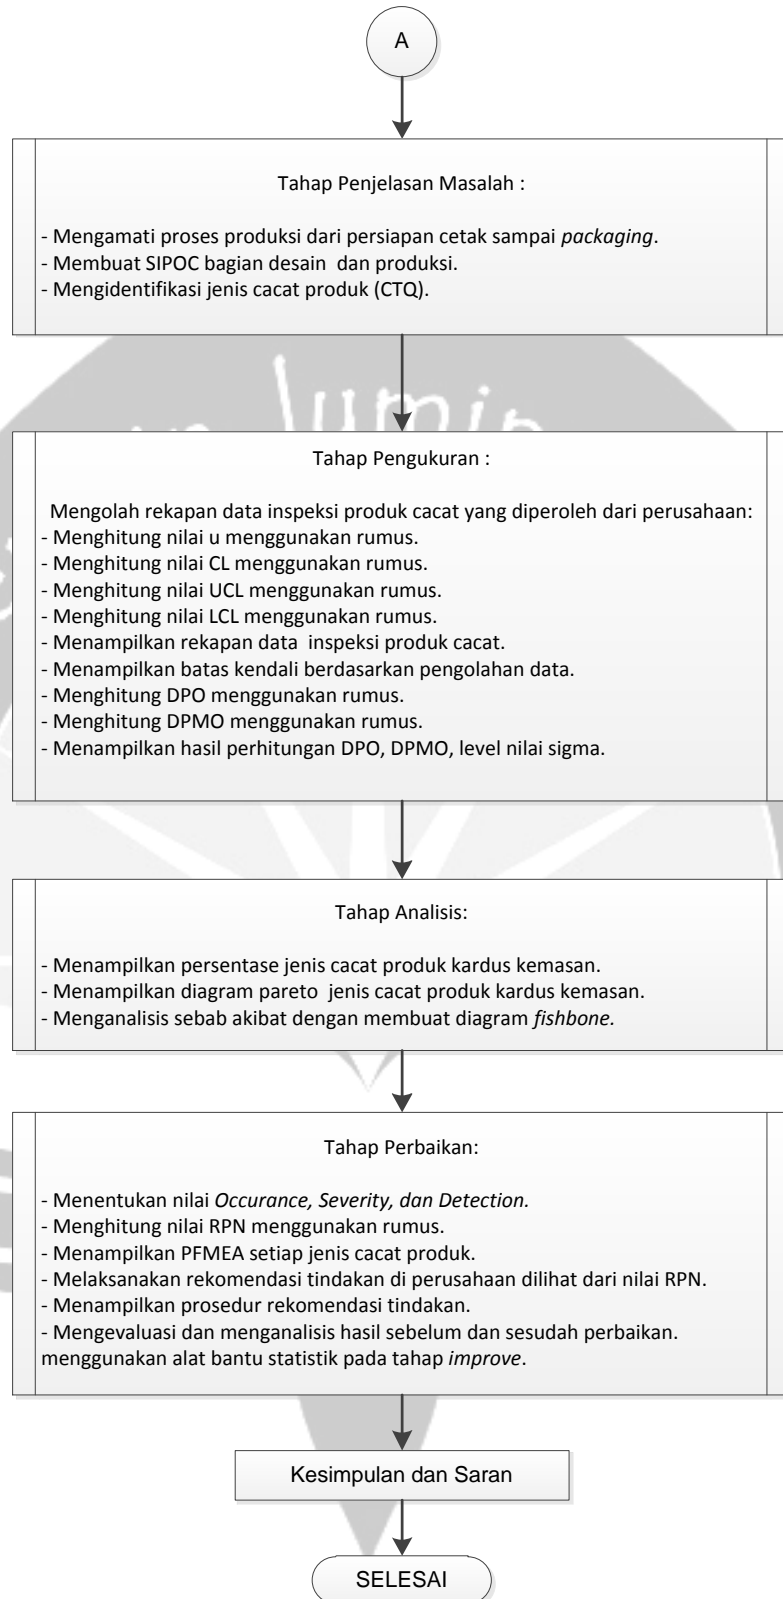 A
Tahap Penjelasan Masalah :
- Mengamati proses produksi dari persiapan cetak sampai packaging.
- Membuat SIPOC bagian desain  dan produksi.
- Mengidentifikasi jenis cacat produk (CTQ).
lumin
Tahap Pengukuran :
Mengolah rekapan data inspeksi produk cacat yang diperoleh dari perusahaan:
- Menghitung nilai u menggunakan rumus.
- Menghitung nilai CL menggunakan rumus.
- Menghitung nilai UCL menggunakan rumus.
- Menghitung nilai LCL menggunakan rumus.
- Menampilkan rekapan data  inspeksi produk cacat.
- Menampilkan batas kendali berdasarkan pengolahan data.
- Menghitung DPO menggunakan rumus.
- Menghitung DPMO menggunakan rumus.
- Menampilkan hasil perhitungan DPO, DPMO, level nilai sigma.
Tahap Analisis:
- Menampilkan persentase jenis cacat produk kardus kemasan.
- Menampilkan diagram pareto  jenis cacat produk kardus kemasan.
- Menganalisis sebab akibat dengan membuat diagram fishbone.
Tahap Perbaikan:
- Menentukan nilai Occurance, Severity, dan Detection.
- Menghitung nilai RPN menggunakan rumus.
- Menampilkan PFMEA setiap jenis cacat produk.
- Melaksanakan rekomendasi tindakan di perusahaan dilihat dari nilai RPN.
- Menampilkan prosedur rekomendasi tindakan.
- Mengevaluasi dan menganalisis hasil sebelum dan sesudah perbaikan.
menggunakan alat bantu statistik pada tahap improve.
Kesimpulan dan Saran
SELESAI